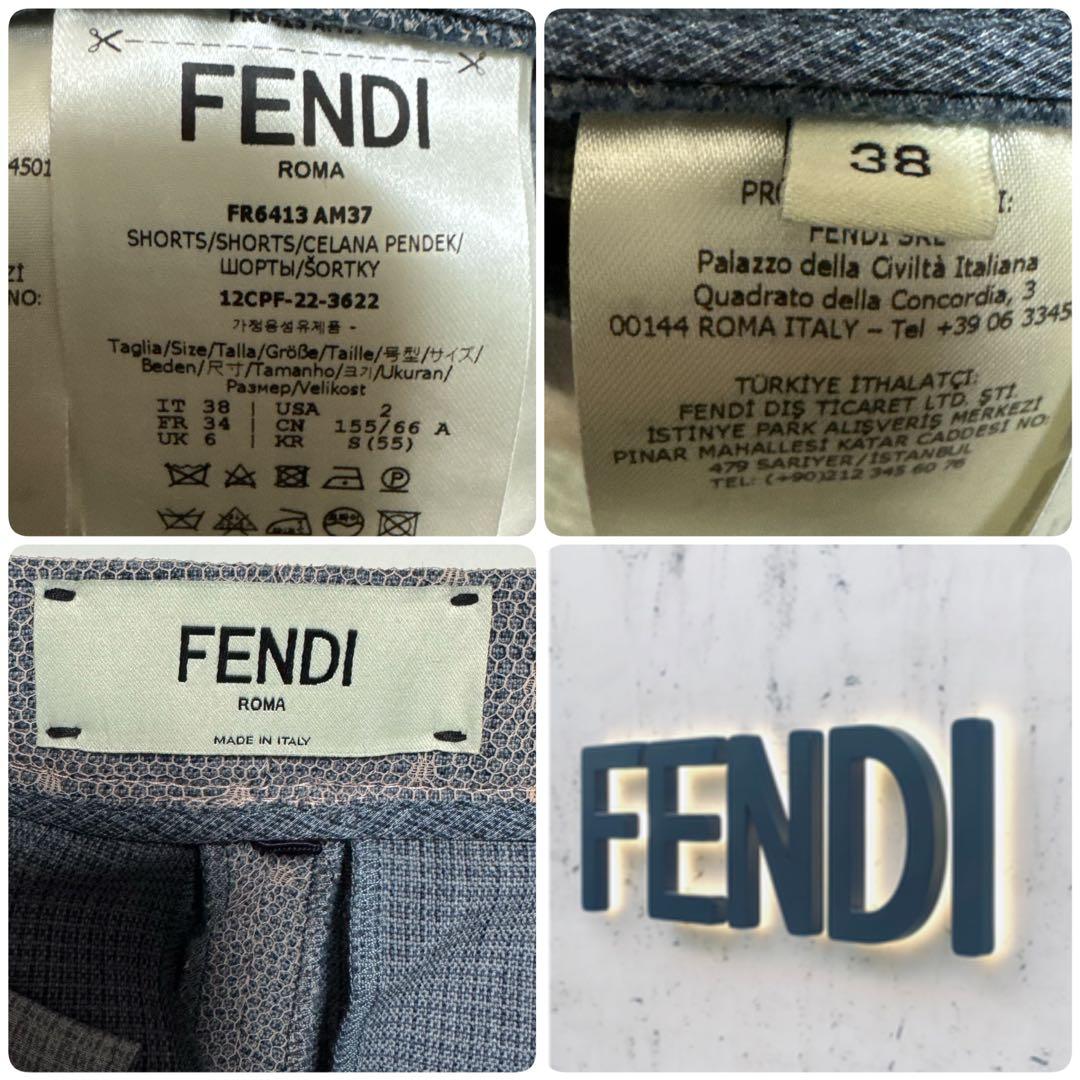 FENDI
ROMA
FR6413 AM37
SHORTS/SHORTS/CELANA PENDEK/
ШОРТЫ/ŠORTKY
12CPF-22-3622
가정용섬유제품 -
Taglia/Size/Talla/Größe/Taille/号型/サイズ/
Beden/尺寸/Tamanho/크기/Ukuran/
Размер/Velikost
IT 38 | USA 2
FR 34 | CN 155/66 A
UK 6 | KR S(55)
4501
NO:
38
FENDI SRL
Palazzo della Civiltà Italiana
Quadrato della Concordia, 3
00144 ROMA ITALY – Tel +39 06 3345
TÜRKİYE İTHALATÇI:
FENDİ DIŞ TİCARET LTD. ŞTİ.
İSTİNYE PARK ALIŞVERİŞ MERKEZİ
PINAR MAHALLESİ KATAR CADDESİ NO:
479 SARIYER/İSTANBUL
TEL: (+90)212 345 60 76
FENDI
ROMA
MADE IN ITALY
FENDI